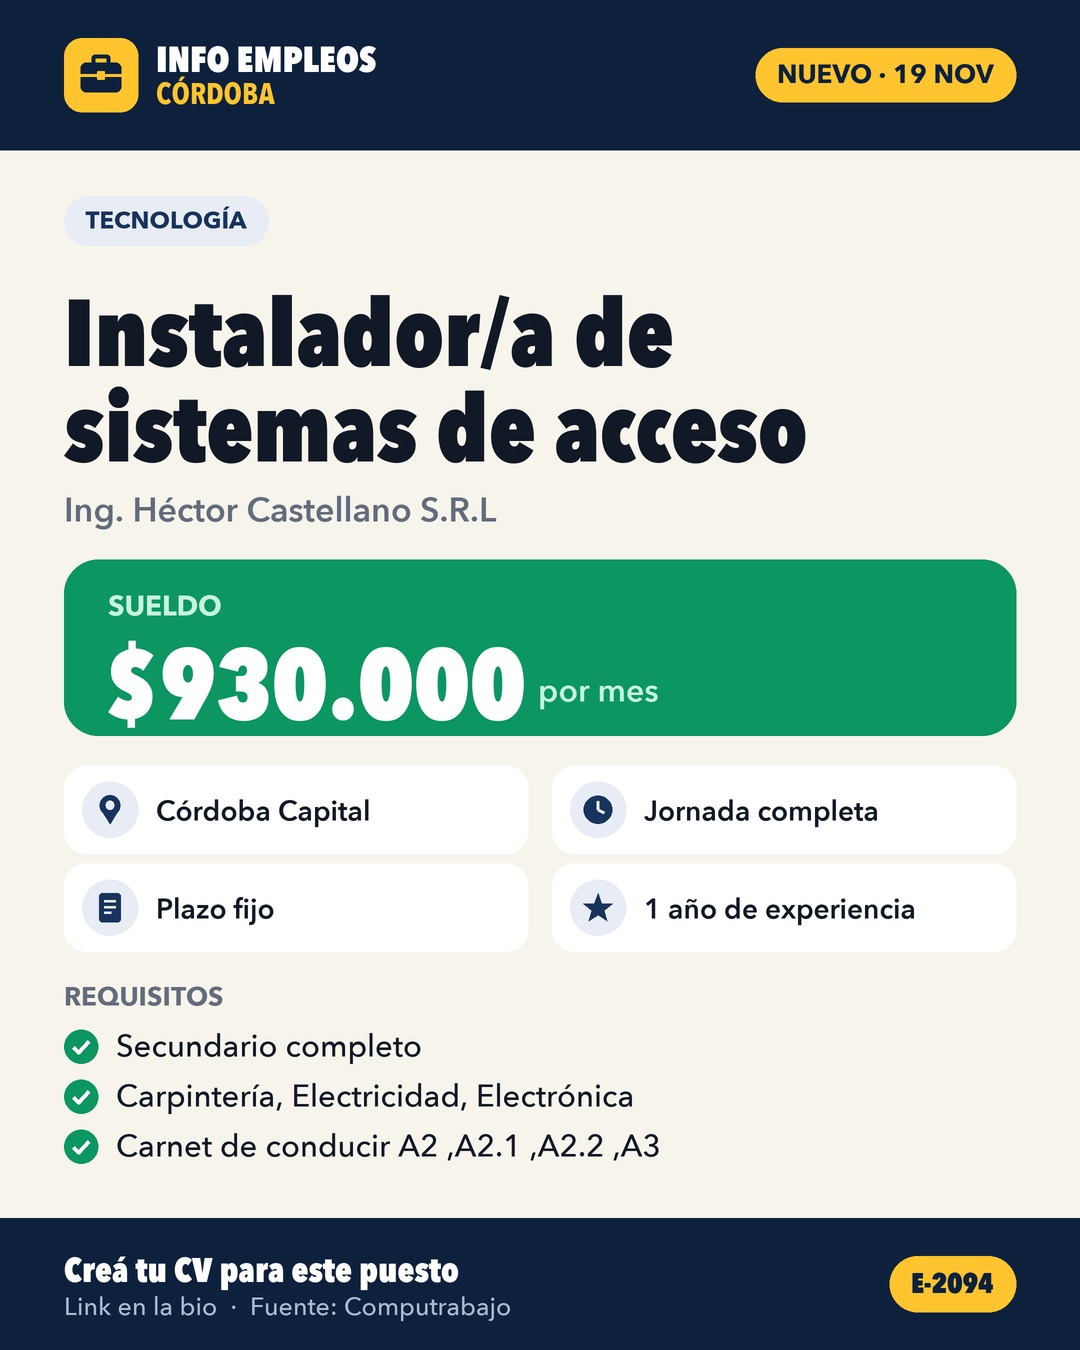 INFO EMPLEOS
CÓRDOBA
NUEVO · 19 NOV
TECNOLOGÍA
Instalador/a de
sistemas de acceso
Ing. Héctor Castellano S.R.L
SUELDO
$930.000 por mes
Córdoba Capital
Jornada completa
Plazo fijo
1 año de experiencia
REQUISITOS
Secundario completo
Carpintería, Electricidad, Electrónica
Carnet de conducir A2 ,A2.1 ,A2.2 ,A3
Creá tu CV para este puesto
Link en la bio · Fuente: Computrabajo
E-2094